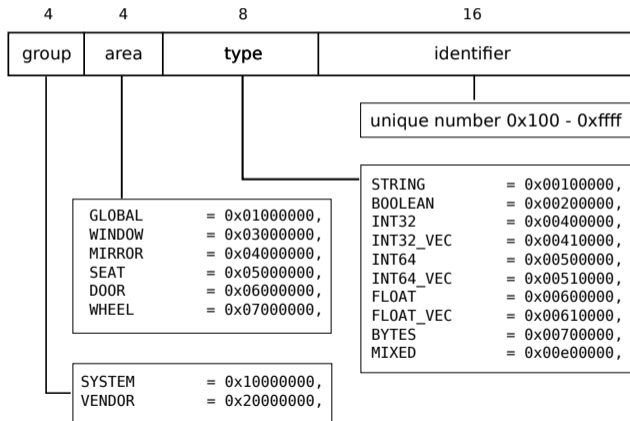 4 4 8 16
group area type identifier
unique number 0x100 - 0xffff
STRING = 0x00100000,
BOOLEAN = 0x00200000,
INT32 = 0x00400000,
INT32_VEC = 0x00410000,
INT64 = 0x00500000,
INT64_VEC = 0x00510000,
FLOAT = 0x00600000,
FLOAT_VEC = 0x00610000,
BYTES = 0x00700000,
MIXED = 0x00e00000,
GLOBAL = 0x01000000,
WINDOW = 0x03000000,
MIRROR = 0x04000000,
SEAT = 0x05000000,
DOOR = 0x06000000,
WHEEL = 0x07000000,
SYSTEM = 0x10000000,
VENDOR = 0x20000000,